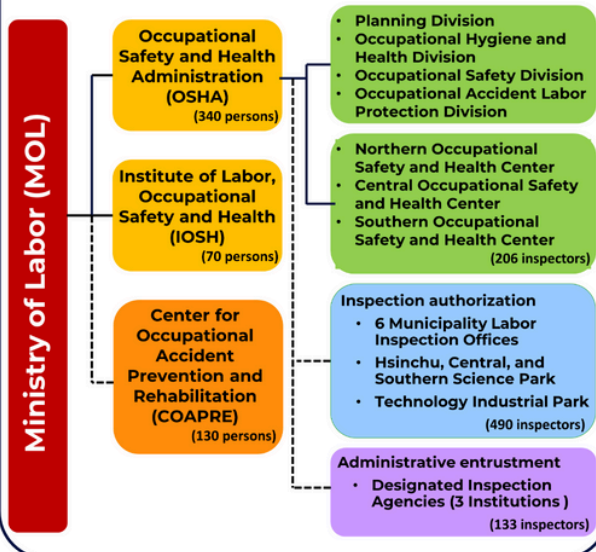 Ministry of Labor (MOL)
Occupational
Safety and Health
Administration
(OSHA)
(340 persons)
Institute of Labor,
Occupational
Safety and Health
(IOSH)
(70 persons)
Center for
Occupational
Accident
Prevention and
Rehabilitation
(COAPRE)
(130 persons)
• Planning Division
• Occupational Hygiene and
Health Division
• Occupational Safety Division
• Occupational Accident Labor
Protection Division
• Northern Occupational
Safety and Health Center
• Central Occupational Safety
and Health Center
• Southern Occupational
Safety and Health Center
(206 inspectors)
Inspection authorization
• 6 Municipality Labor
Inspection Offices
• Hsinchu, Central, and
Southern Science Park
• Technology Industrial Park
(490 inspectors)
Administrative entrustment
• Designated Inspection
Agencies (3 Institutions )
(133 inspectors)